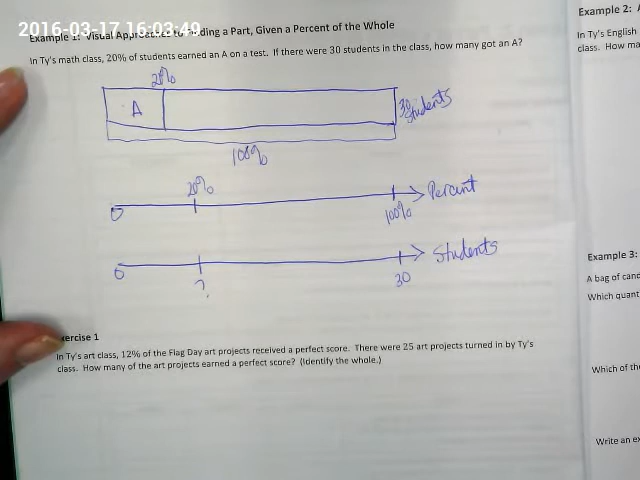 2016-03-17 16:03:49
Example 1: Visual Approaches to Finding a Part, Given a Percent of the Whole
In Ty's math class, 20% of students earned an A on a test. If there were 30 students in the class, how many got an A?
20%
A
30 Students
100%
20%
0
100%
Percent
Students
0
?
30
Exercise 1
In Ty's art class, 12% of the Flag Day art projects received a perfect score. There were 25 art projects turned in by Ty's
class. How many of the art projects earned a perfect score? (Identify the whole.)
Example 2:
In Ty's English
class. How
Example 3:
A bag of
Which
Which of
Write an